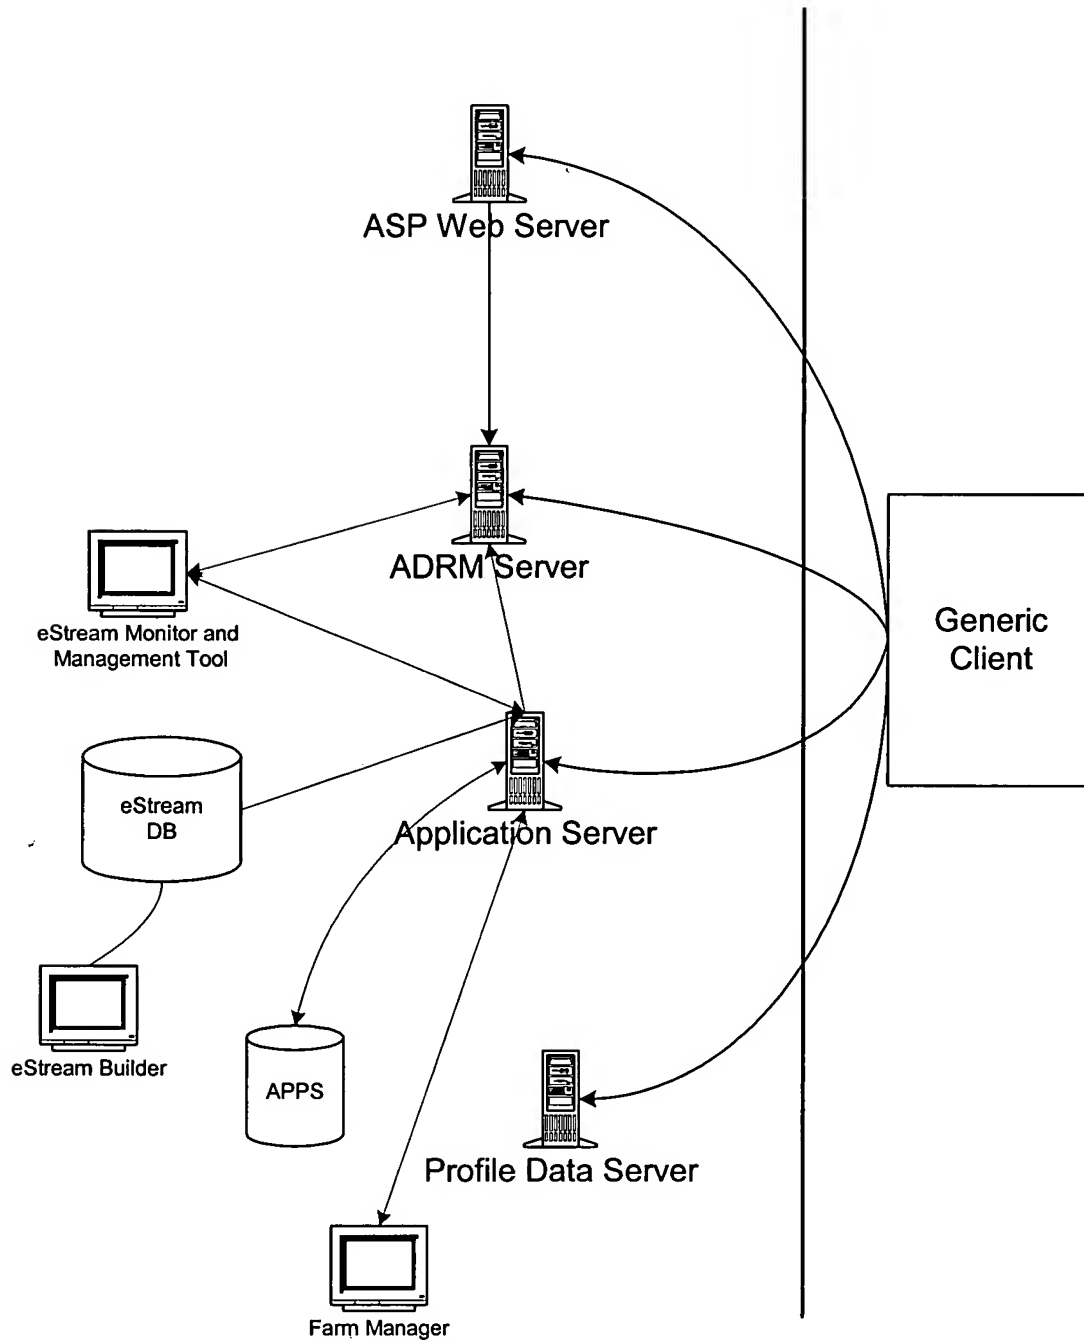 ASP Web Server
ADRM Server
eStream Monitor and
Management Tool
Generic
Client
eStream
DB
Application Server
eStream Builder
APPS
Profile Data Server
Farm Manager